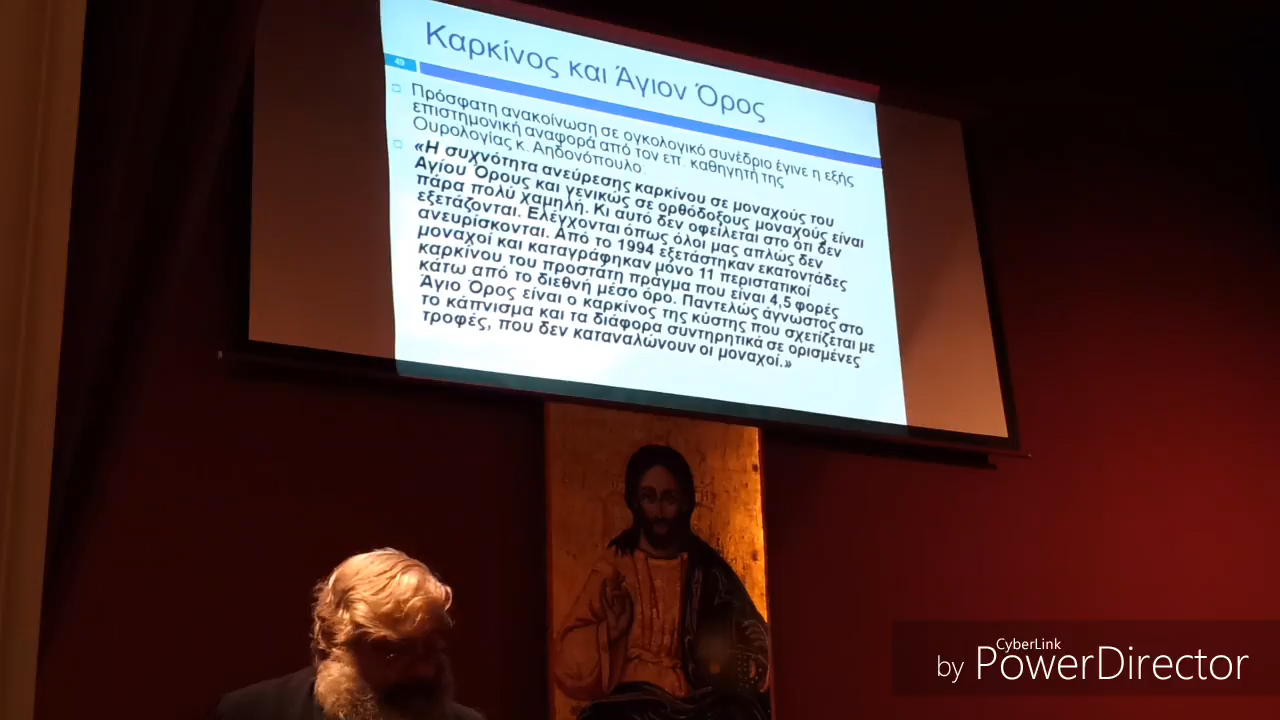 Καρκίνος και Άγιον Όρος
49
Πρόσφατη ανακοίνωση σε ογκολογικό συνέδριο έγινε η εξής
επιστημονική αναφορά από τον επ καθηγητή της
Ουρολογίας κ. Αηδονόπουλο
«Η συχνότητα ανεύρεσης καρκίνου σε μοναχούς του
Αγίου Όρους και γενικώς σε ορθόδοξους μοναχούς είναι
πάρα πολύ χαμηλή. Κι αυτό δεν οφείλεται στο ότι δεν
εξετάζονται. Ελέγχονται όπως όλοι μας απλώς δεν
ανευρίσκονται. Από το 1994 εξετάστηκαν εκατοντάδες
μοναχοί και καταγράφηκαν μόνο 11 περιστατικοί
καρκίνου του προστάτη πράγμα που είναι 4,5 φορές
κάτω από το διεθνή μέσο όρο. Παντελώς άγνωστος στο
Άγιο Όρος είναι ο καρκίνος της κύστης που σχετίζεται με
το κάπνισμα και τα διάφορα συντηρητικά σε ορισμένες
τροφές, που δεν καταναλώνουν οι μοναχοί.»
by CyberLink PowerDirector